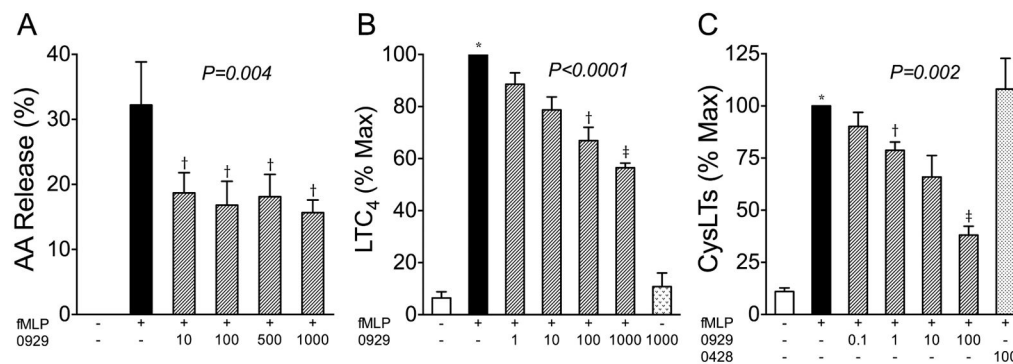 A
AA Release (%)
40
30
20
10
0
P=0.004
†
†
†
†
fMLP - + + + + +
0929 - - 10 100 500 1000
B
LTC4 (% Max)
100
80
60
40
20
0
*
P<0.0001
†
‡
fMLP - + + + + + -
0929 - - 1 10 100 1000 1000
C
CysLTs (% Max)
125
100
75
50
25
0
*
P=0.002
†
‡
fMLP - + + + + + +
0929 - - 0.1 1 10 100 -
0428 - - - - - - 100